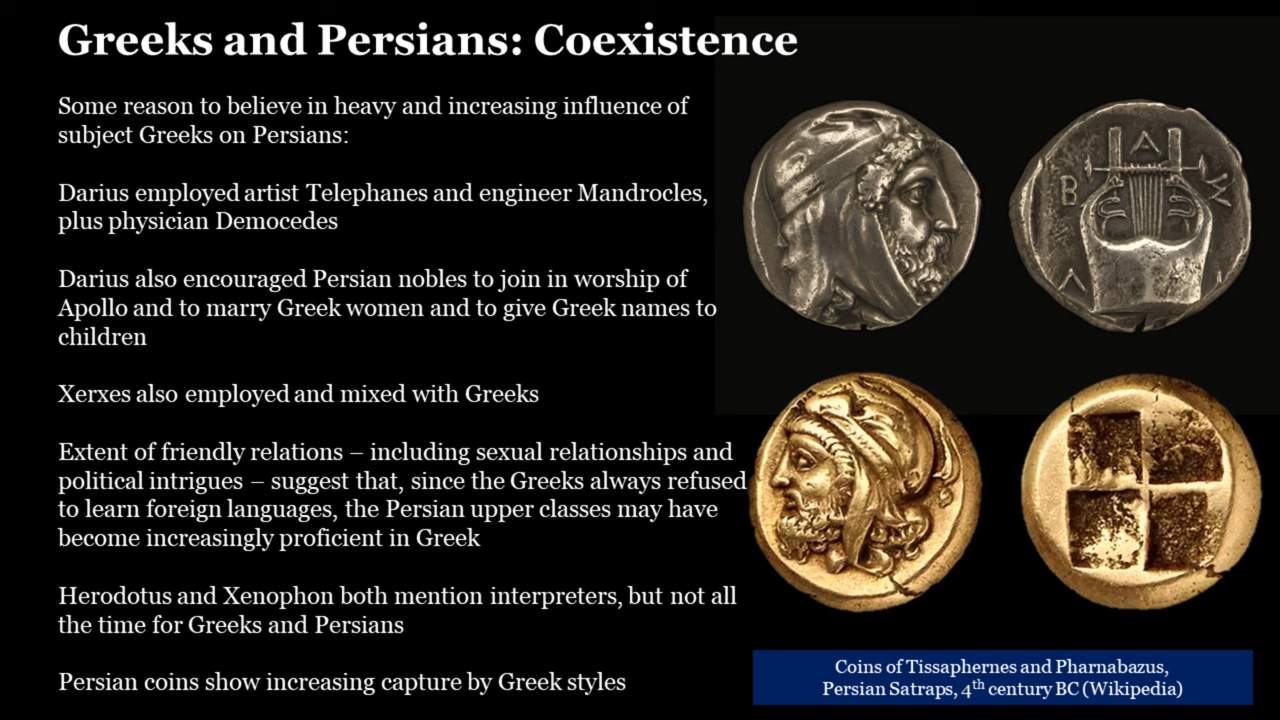 Greeks and Persians: Coexistence
Some reason to believe in heavy and increasing influence of
subject Greeks on Persians:
Darius employed artist Telephanes and engineer Mandrocles,
plus physician Democedes
Darius also encouraged Persian nobles to join in worship of
Apollo and to marry Greek women and to give Greek names to
children
Xerxes also employed and mixed with Greeks
Extent of friendly relations – including sexual relationships and
political intrigues – suggest that, since the Greeks always refused
to learn foreign languages, the Persian upper classes may have
become increasingly proficient in Greek
Herodotus and Xenophon both mention interpreters, but not all
the time for Greeks and Persians
Persian coins show increasing capture by Greek styles
Coins of Tissaphernes and Pharnabazus,
Persian Satraps, 4th century BC (Wikipedia)